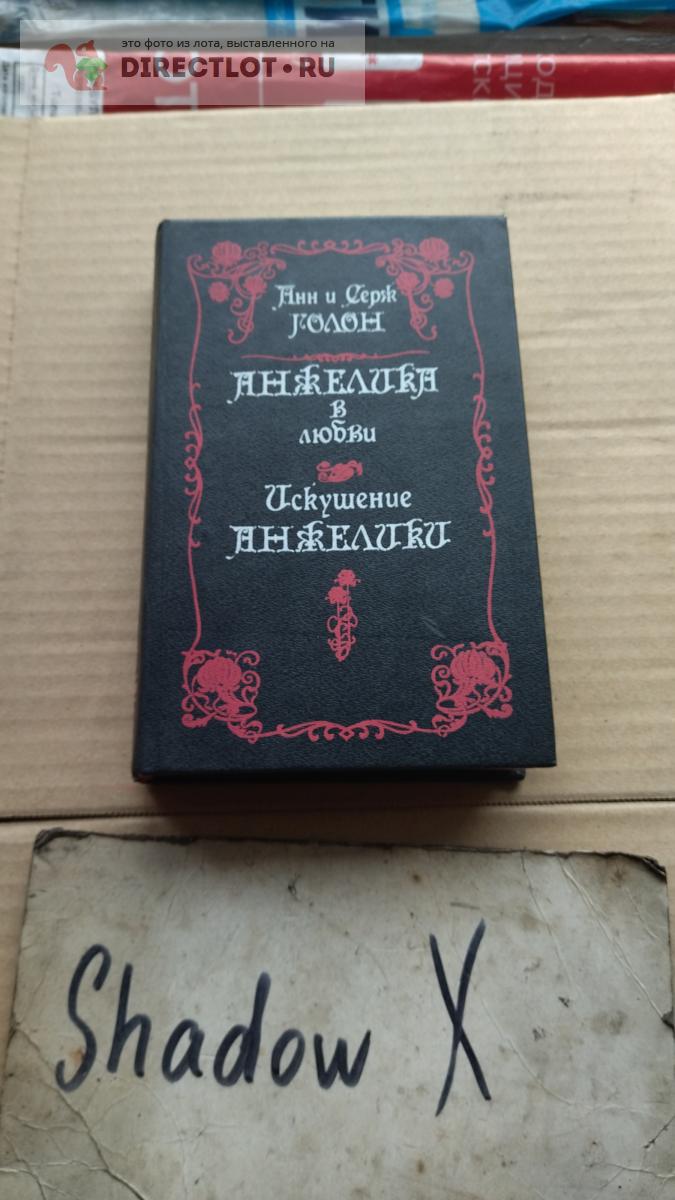 это фото из лота, выставленного на
DIRECTLOT • RU
Анн и Серж
ГОЛОН
АНЖЕЛИКА
в
любви
Искушение
АНЖЕЛИКИ
Shadow X